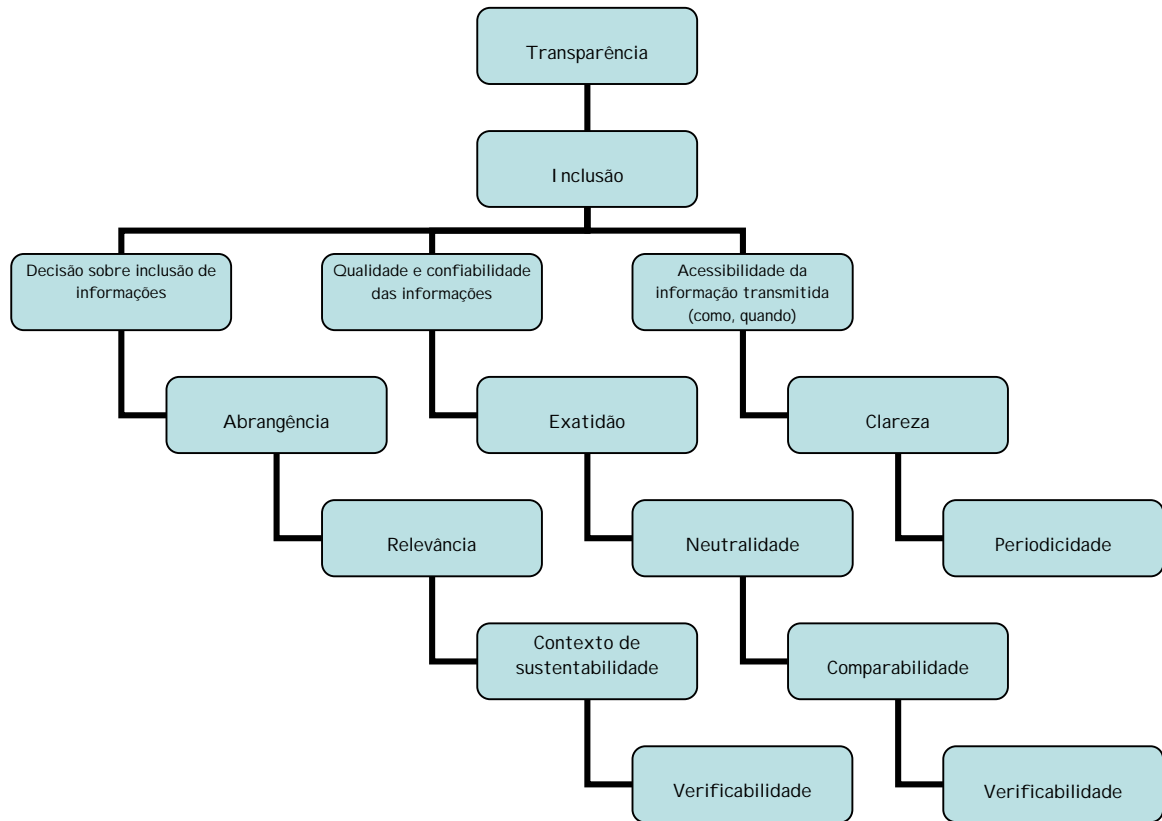 Transparência
Inclusão
Decisão sobre inclusão de
informações
Qualidade e confiabilidade
das informações
Acessibilidade da
informação transmitida
(como, quando)
Abrangência
Exatidão
Clareza
Relevância
Neutralidade
Periodicidade
Contexto de
sustentabilidade
Comparabilidade
Verificabilidade
Verificabilidade